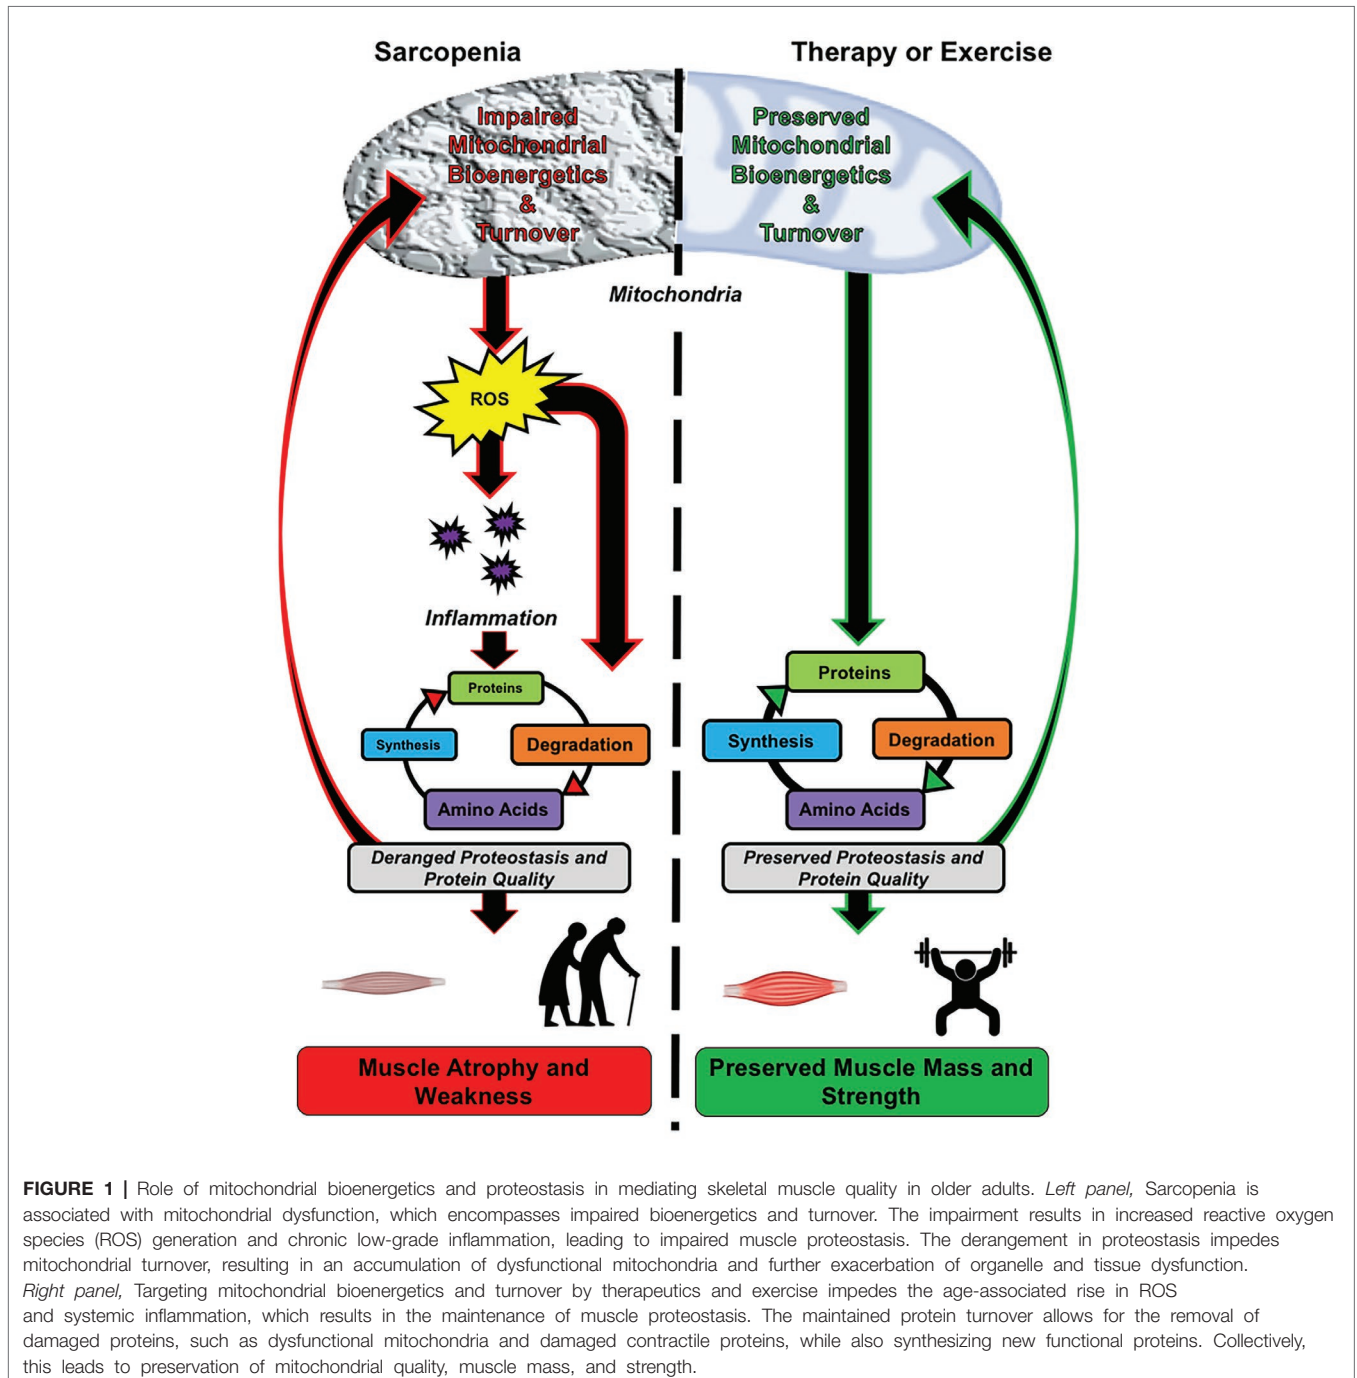 Sarcopenia
Therapy or Exercise
Impaired
Mitochondrial
Bioenergetics
&
Turnover
Preserved
Mitochondrial
Bioenergetics
&
Turnover
Mitochondria
ROS
Inflammation
Proteins
Synthesis
Degradation
Amino Acids
Deranged Proteostasis and
Protein Quality
Muscle Atrophy and
Weakness
Proteins
Synthesis
Degradation
Amino Acids
Preserved Proteostasis and
Protein Quality
Preserved Muscle Mass and
Strength
FIGURE 1 | Role of mitochondrial bioenergetics and proteostasis in mediating skeletal muscle quality in older adults. Left panel, Sarcopenia is
associated with mitochondrial dysfunction, which encompasses impaired bioenergetics and turnover. The impairment results in increased reactive oxygen
species (ROS) generation and chronic low-grade inflammation, leading to impaired muscle proteostasis. The derangement in proteostasis impedes
mitochondrial turnover, resulting in an accumulation of dysfunctional mitochondria and further exacerbation of organelle and tissue dysfunction.
Right panel, Targeting mitochondrial bioenergetics and turnover by therapeutics and exercise impedes the age-associated rise in ROS
and systemic inflammation, which results in the maintenance of muscle proteostasis. The maintained protein turnover allows for the removal of
damaged proteins, such as dysfunctional mitochondria and damaged contractile proteins, while also synthesizing new functional proteins. Collectively,
this leads to preservation of mitochondrial quality, muscle mass, and strength.